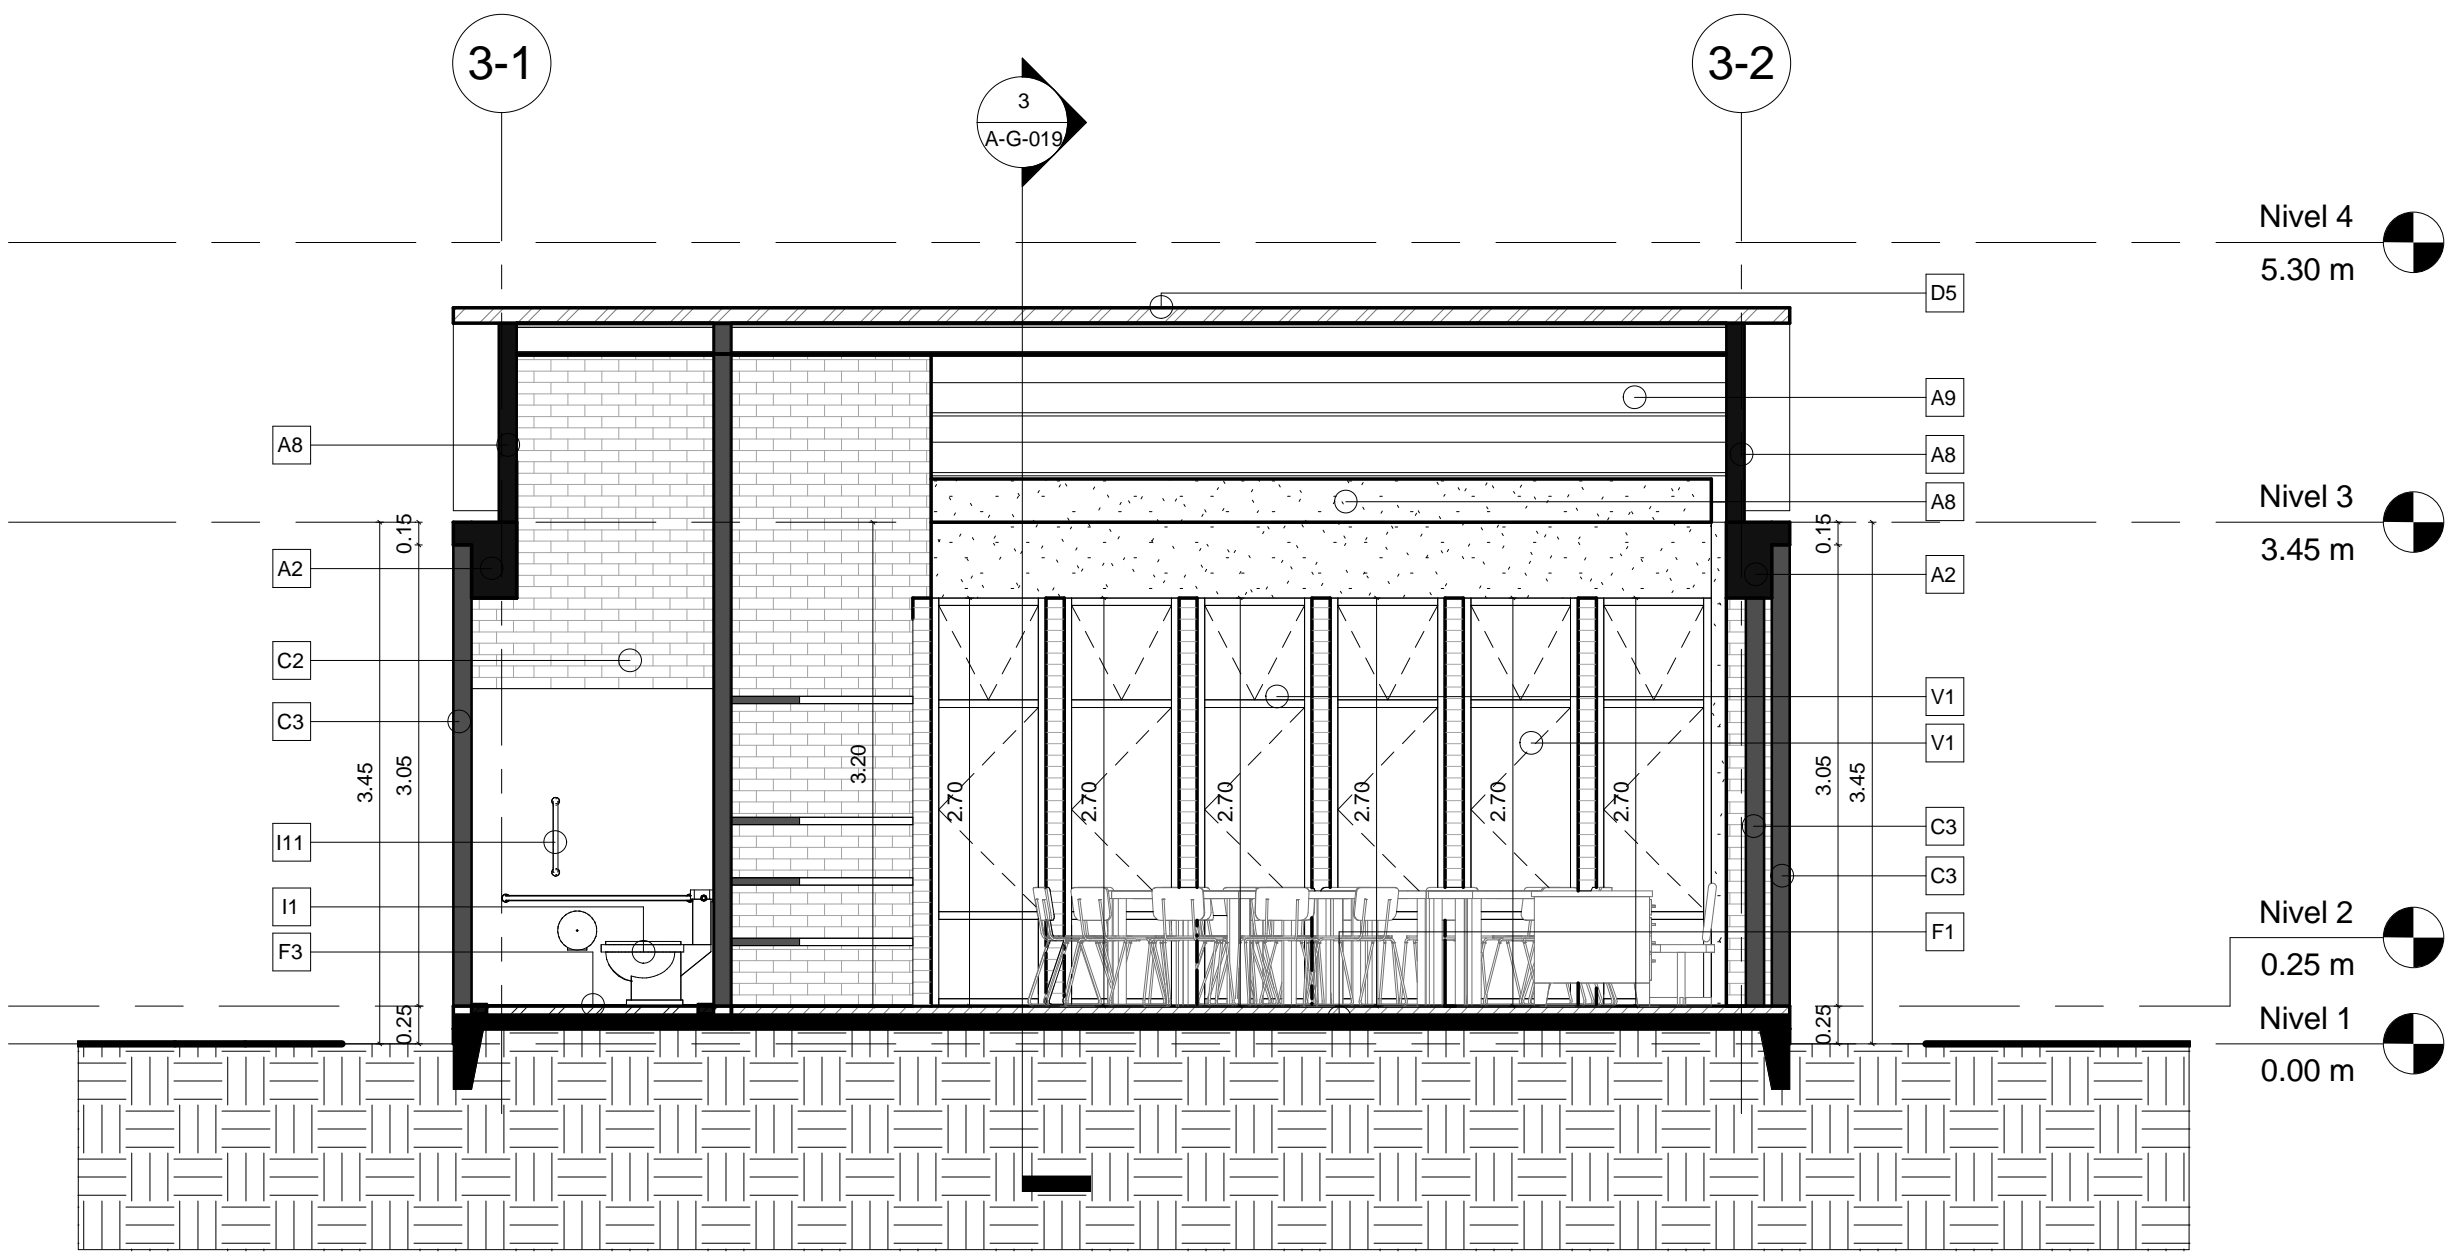 3-1
3-2
3
A-G-019
Nivel 4
5.30 m
D5
A9
A8
A8
A8
Nivel 3
3.45 m
0.15
0.15
A2
A2
C2
C3
V1
V1
3.45
3.05
3.20
2.70
2.70
2.70
2.70
2.70
2.70
3.05
3.45
I11
C3
C3
I1
F3
F1
Nivel 2
0.25 m
0.25
0.25
Nivel 1
0.00 m